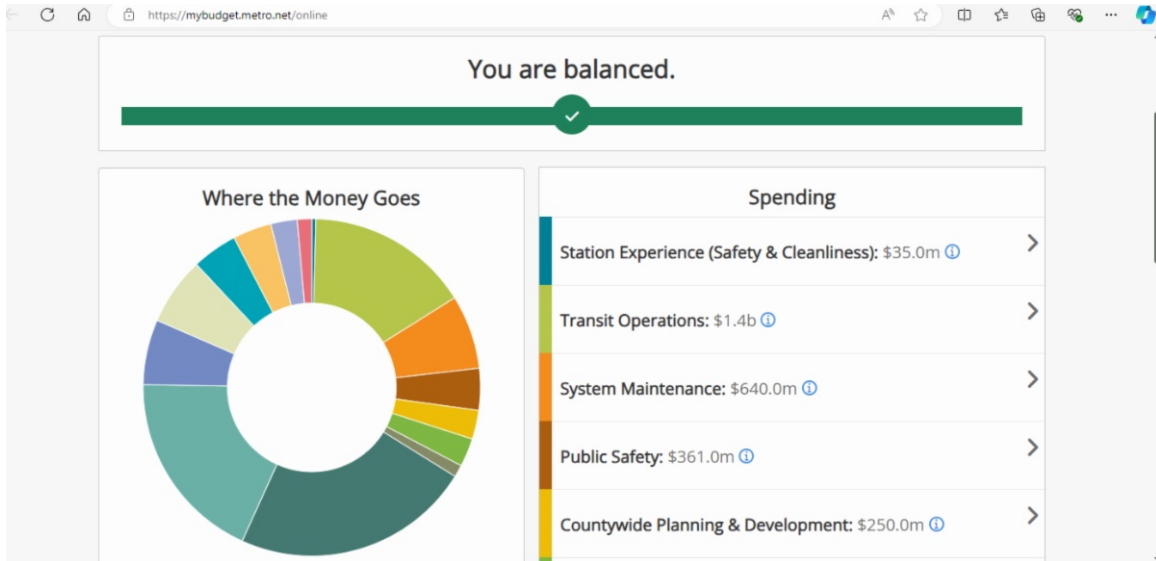 https://mybudget.metro.net/online
You are balanced.
Where the Money Goes
Spending
Station Experience (Safety & Cleanliness): $35.0m
Transit Operations: $1.4b
System Maintenance: $640.0m
Public Safety: $361.0m
Countywide Planning & Development: $250.0m